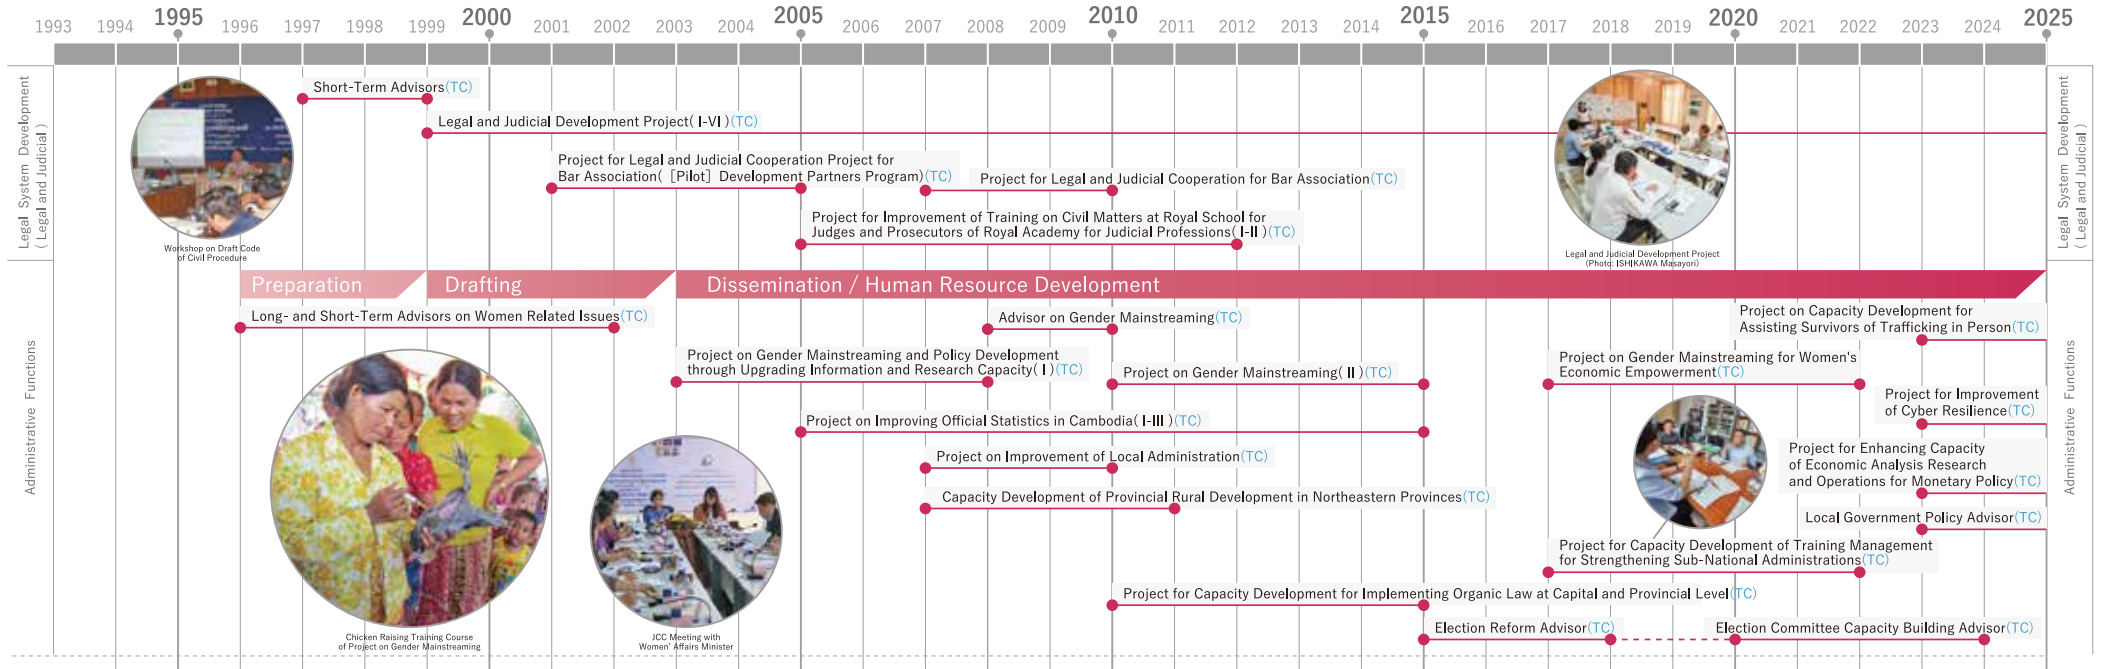 1993 1994 1995 1996 1997 1998 1999 2000 2001 2002 2003 2004 2005 2006 2007 2008 2009 2010 2011 2012 2013 2014 2015 2016 2017 2018 2019 2020 2021 2022 2023 2024 2025
Legal System Development
( Legal and Judicial )
Short-Term Advisors(TC)
Legal and Judicial Development Project( I-VI )(TC)
Project for Legal and Judicial Cooperation Project for
Bar Association( [Pilot] Development Partners Program)(TC)
Project for Legal and Judicial Cooperation for Bar Association(TC)
Project for Improvement of Training on Civil Matters at Royal School for
Judges and Prosecutors of Royal Academy for Judicial Professions( I-II )(TC)
Workshop on Draft Code
of Civil Procedure
Legal and Judicial Development Project
(Photo: ISHIKAWA Masayori)
Legal System Development
( Legal and Judicial )
Preparation
Drafting
Dissemination / Human Resource Development
Administrative Functions
Long- and Short-Term Advisors on Women Related Issues(TC)
Advisor on Gender Mainstreaming(TC)
Project on Capacity Development for
Assisting Survivors of Trafficking in Person(TC)
Project on Gender Mainstreaming and Policy Development
through Upgrading Information and Research Capacity( I )(TC)
Project on Gender Mainstreaming( II )(TC)
Project on Gender Mainstreaming for Women's
Economic Empowerment(TC)
Project for Improvement
of Cyber Resilience(TC)
Project on Improving Official Statistics in Cambodia( I-III )(TC)
Project on Improvement of Local Administration(TC)
Project for Enhancing Capacity
of Economic Analysis Research
and Operations for Monetary Policy(TC)
Capacity Development of Provincial Rural Development in Northeastern Provinces(TC)
Local Government Policy Advisor(TC)
Project for Capacity Development of Training Management
for Strengthening Sub-National Administrations(TC)
Project for Capacity Development for Implementing Organic Law at Capital and Provincial Level(TC)
Election Reform Advisor(TC)
Election Committee Capacity Building Advisor(TC)
Chicken Raising Training Course
of Project on Gender Mainstreaming
JCC Meeting with
Women' Affairs Minister
Administrative Functions